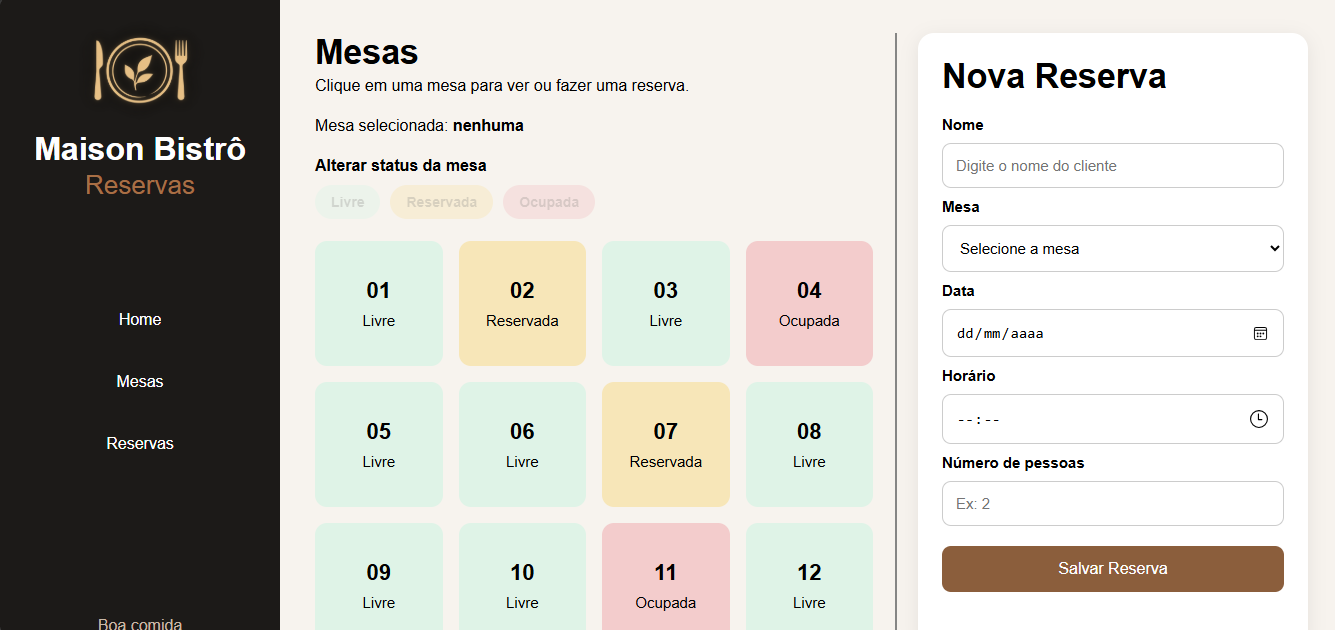 Maison Bistrô
Reservas
Home
Mesas
Reservas
Boa comida
Mesas
Clique em uma mesa para ver ou fazer uma reserva.
Mesa selecionada: nenhuma
Alterar status da mesa
Livre Reservada Ocupada
01 02 03 04
Livre Reservada Livre Ocupada
05 06 07 08
Livre Livre Reservada Livre
09 10 11 12
Livre Livre Ocupada Livre
Nova Reserva
Nome
Digite o nome do cliente
Mesa
Selecione a mesa
Data
dd/mm/aaaa
Horário
--:--
Número de pessoas
Ex: 2
Salvar Reserva